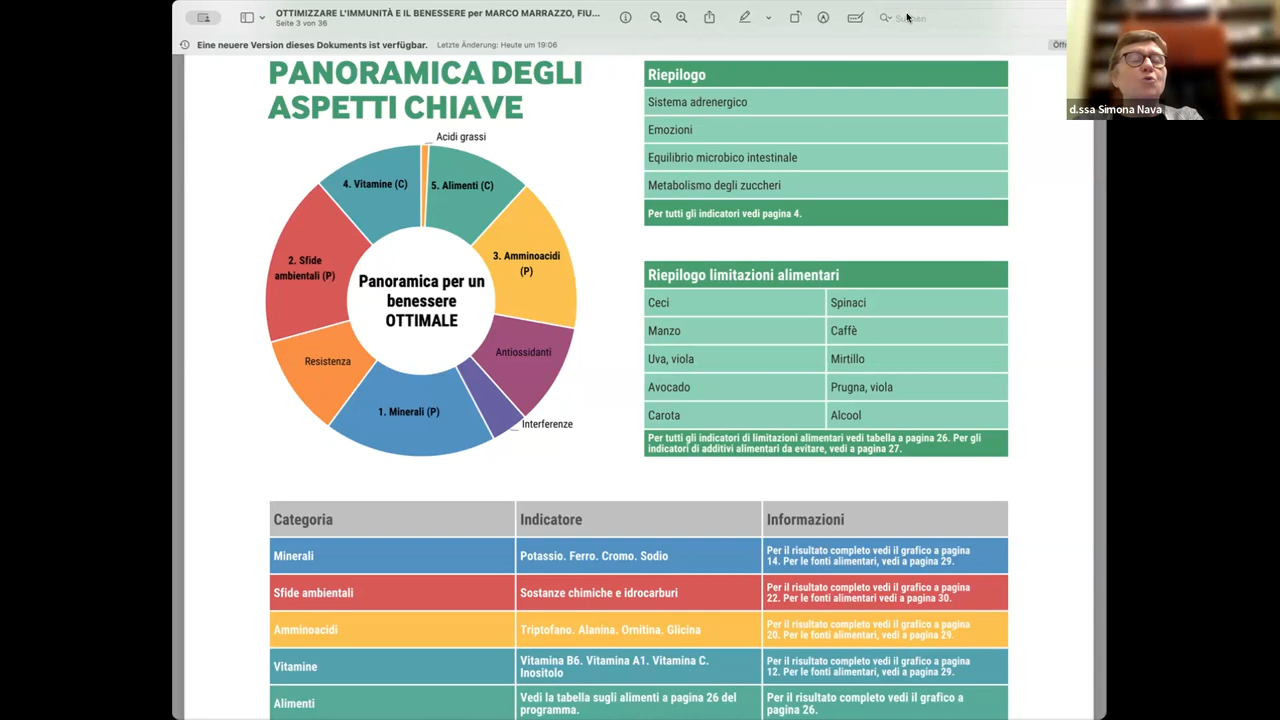 OTTIMIZZARE L'IMMUNITÀ E IL BENESSERE per MARCO MARRAZZO, FIU...
Seite 3 von 36
Eine neuere Version dieses Dokuments ist verfügbar. Letzte Änderung: Heute um 19:06
d.ssa Simona Nava
PANORAMICA DEGLI
ASPETTI CHIAVE
Acidi grassi
4. Vitamine (C)
5. Alimenti (C)
2. Sfide
ambientali (P)
3. Amminoacidi
(P)
Panoramica per un
benessere
OTTIMALE
Resistenza
Antiossidanti
1. Minerali (P)
Interferenze
Riepilogo
Sistema adrenergico
Emozioni
Equilibrio microbico intestinale
Metabolismo degli zuccheri
Per tutti gli indicatori vedi pagina 4.
Riepilogo limitazioni alimentari
Ceci Spinaci
Manzo Caffè
Uva, viola Mirtillo
Avocado Prugna, viola
Carota Alcool
Per tutti gli indicatori di limitazioni alimentari vedi tabella a pagina 26. Per gli
indicatori di additivi alimentari da evitare, vedi a pagina 27.
Categoria Indicatore Informazioni
Minerali
Potassio. Ferro. Cromo. Sodio
Per il risultato completo vedi il grafico a pagina
14. Per le fonti alimentari, vedi a pagina 29.
Sfide ambientali
Sostanze chimiche e idrocarburi
Per il risultato completo vedi il grafico a pagina
22. Per le fonti alimentari vedi a pagina 30.
Amminoacidi
Triptofano. Alanina. Ornitina. Glicina
Per il risultato completo vedi il grafico a pagina
20. Per le fonti alimentari, vedi a pagina 29.
Vitamine
Vitamina B6. Vitamina A1. Vitamina C.
Inositolo
Per il risultato completo vedi il grafico a pagina
12. Per le fonti alimentari, vedi a pagina 29.
Alimenti
Vedi la tabella sugli alimenti a pagina 26 del
programma.
Per il risultato completo vedi il grafico a
pagina 26.